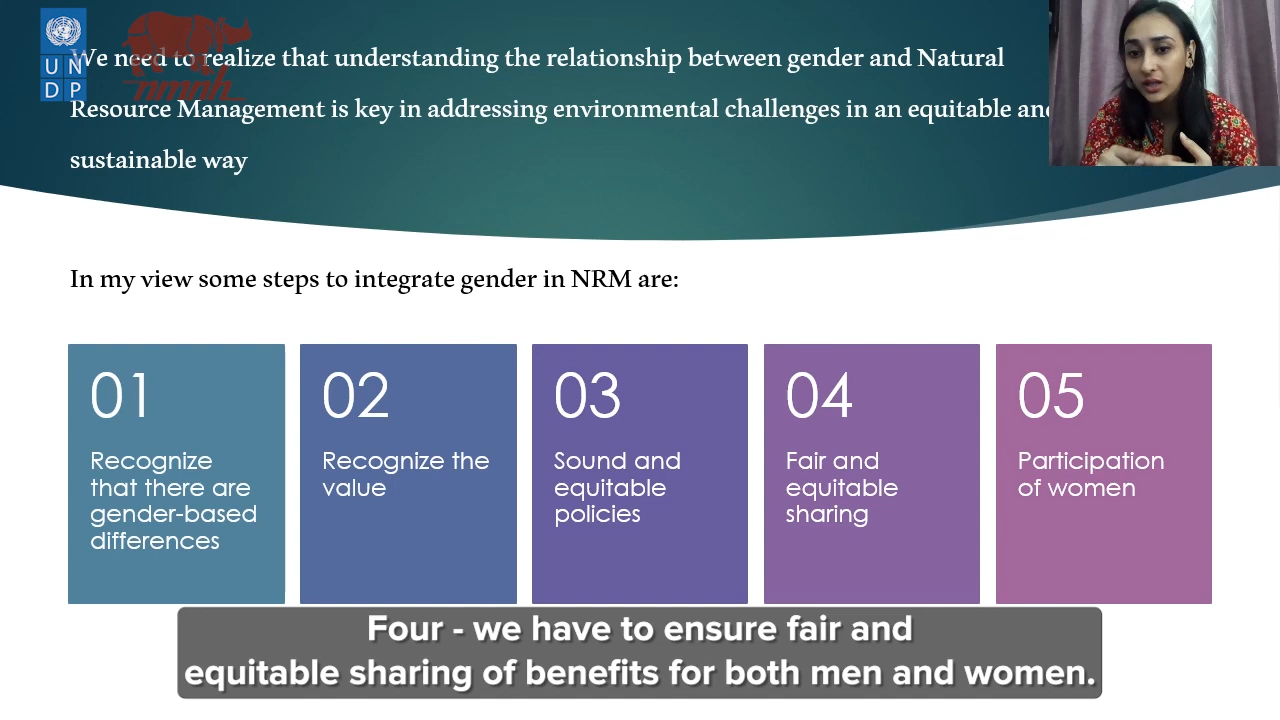 UN
DP
nmnh
We need to realize that understanding the relationship between gender and Natural
Resource Management is key in addressing environmental challenges in an equitable and
sustainable way
In my view some steps to integrate gender in NRM are:
01
Recognize
that there are
gender-based
differences
02
Recognize the
value
03
Sound and
equitable
policies
04
Fair and
equitable
sharing
05
Participation
of women
Four - we have to ensure fair and
equitable sharing of benefits for both men and women.